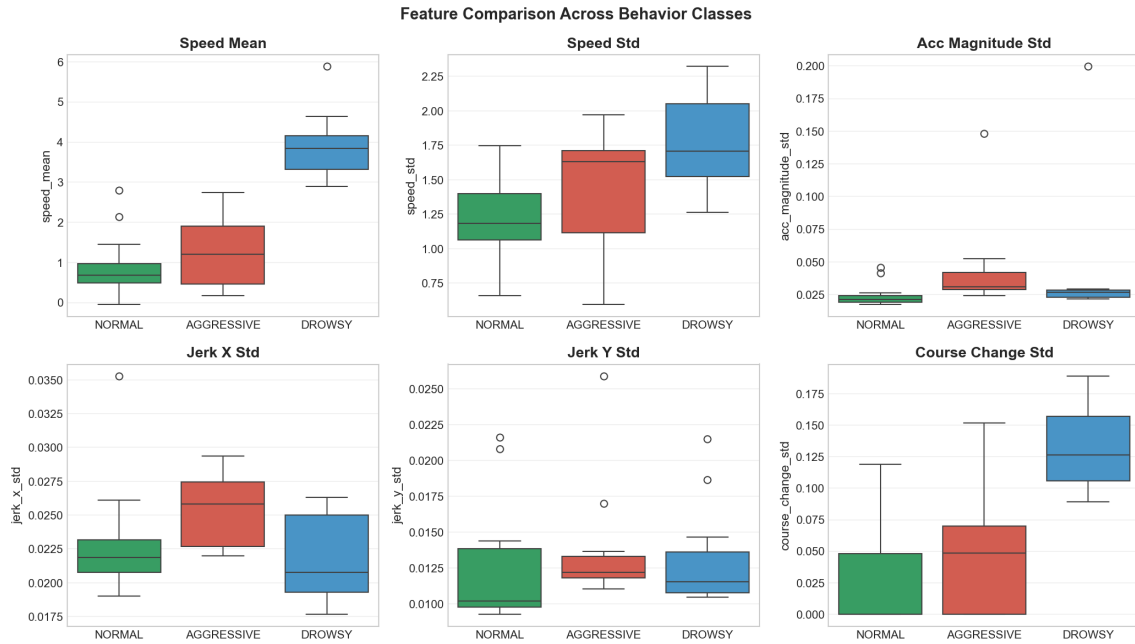 Feature Comparison Across Behavior Classes
Speed Mean
speed_mean
6
5
4
3
2
1
0
NORMAL AGGRESSIVE DROWSY
Speed Std
speed_std
2.25
2.00
1.75
1.50
1.25
1.00
0.75
NORMAL AGGRESSIVE DROWSY
Acc Magnitude Std
acc_magnitude_std
0.200
0.175
0.150
0.125
0.100
0.075
0.050
0.025
NORMAL AGGRESSIVE DROWSY
Jerk X Std
jerk_x_std
0.0350
0.0325
0.0300
0.0275
0.0250
0.0225
0.0200
0.0175
NORMAL AGGRESSIVE DROWSY
Jerk Y Std
jerk_y_std
0.0250
0.0225
0.0200
0.0175
0.0150
0.0125
0.0100
NORMAL AGGRESSIVE DROWSY
Course Change Std
course_change_std
0.175
0.150
0.125
0.100
0.075
0.050
0.025
0.000
NORMAL AGGRESSIVE DROWSY